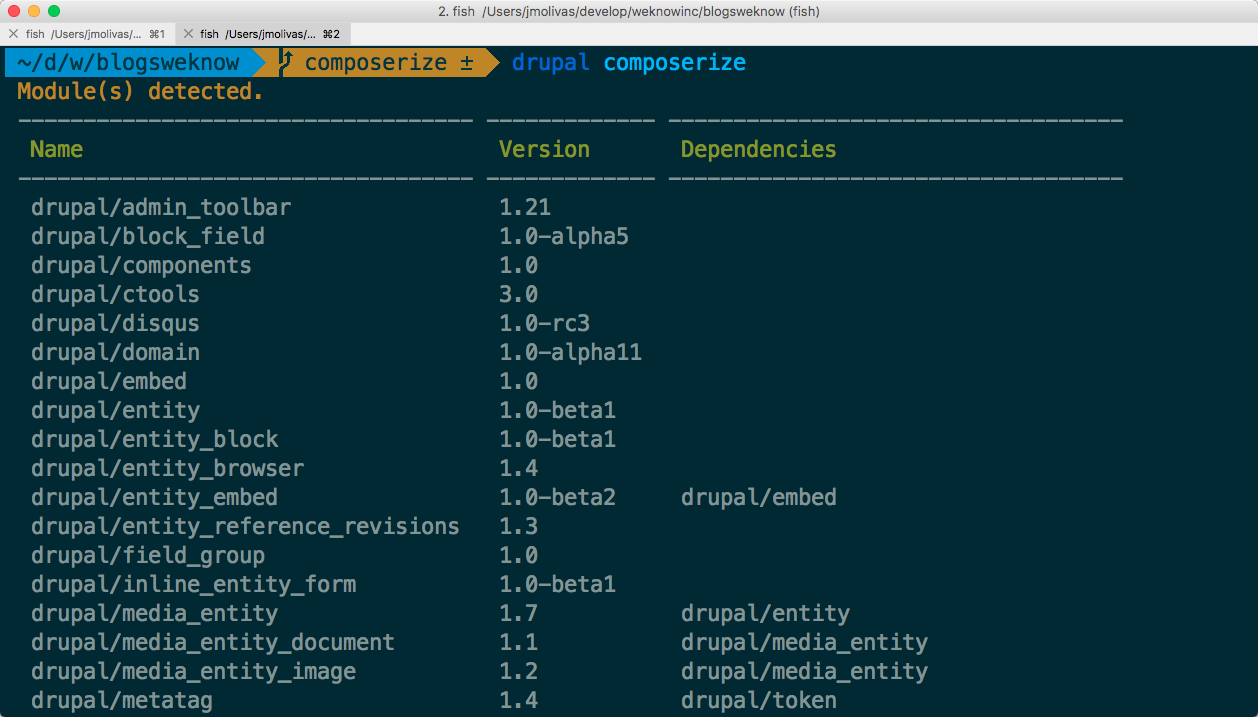 2. fish /Users/jmolivas/develop/weknowinc/blogsweknow (fish)
fish /Users/jmolivas/... ⌘1 fish /Users/jmolivas/... ⌘2
~/d/w/blogsweknow composerize ± drupal composerize
Module(s) detected.
Name Version Dependencies
drupal/admin_toolbar 1.21
drupal/block_field 1.0-alpha5
drupal/components 1.0
drupal/ctools 3.0
drupal/disqus 1.0-rc3
drupal/domain 1.0-alpha11
drupal/embed 1.0
drupal/entity 1.0-beta1
drupal/entity_block 1.0-beta1
drupal/entity_browser 1.4
drupal/entity_embed 1.0-beta2 drupal/embed
drupal/entity_reference_revisions 1.3
drupal/field_group 1.0
drupal/inline_entity_form 1.0-beta1
drupal/media_entity 1.7 drupal/entity
drupal/media_entity_document 1.1 drupal/media_entity
drupal/media_entity_image 1.2 drupal/media_entity
drupal/metatag 1.4 drupal/token